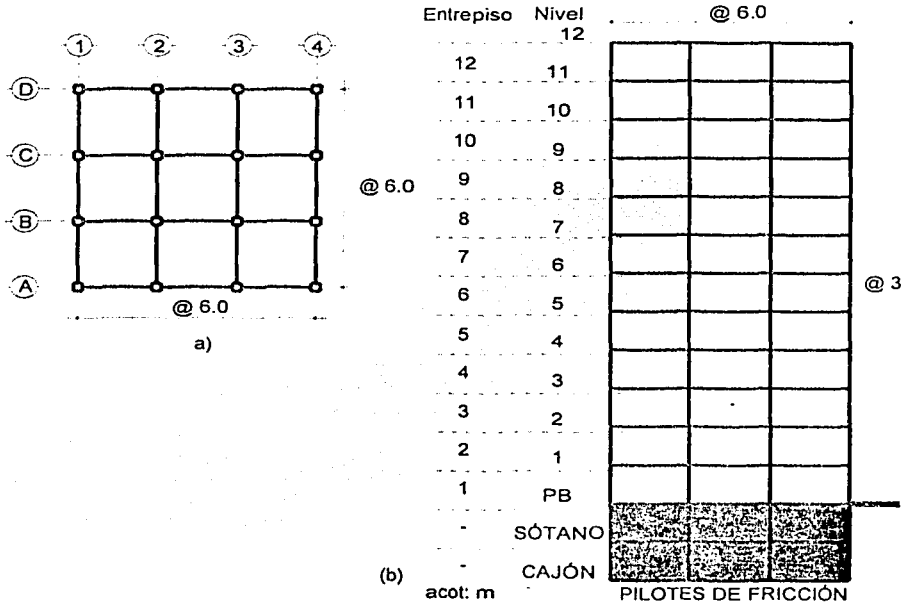 1 2 3 4
D
C
B
A
@ 6.0
@ 6.0
a)
Entrepiso Nivel
@ 6.0
12
12
11
11
10
10
9
9
8
8
7
7
6
6
5
5
4
4
3
3
2
2
1
1
PB
-
SÓTANO
-
CAJÓN
@ 3
(b)
acot: m
PILOTES DE FRICCIÓN